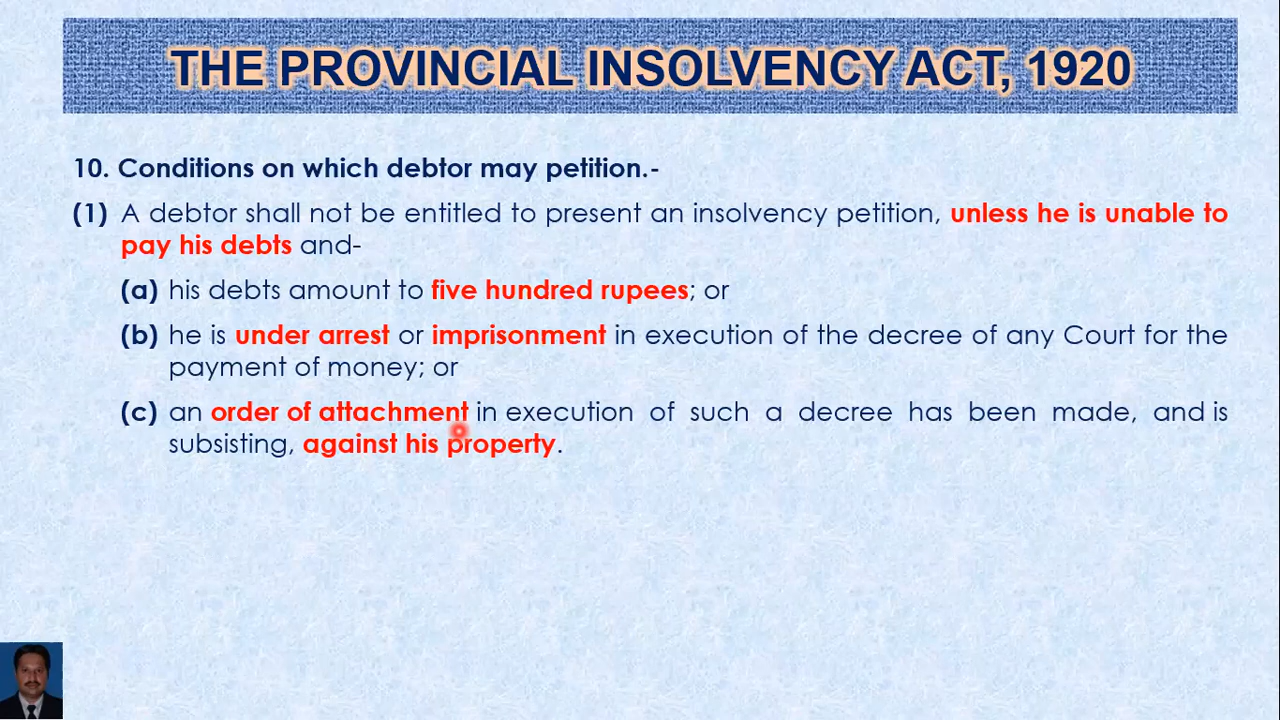 THE PROVINCIAL INSOLVENCY ACT, 1920
10. Conditions on which debtor may petition.-
(1) A debtor shall not be entitled to present an insolvency petition, unless he is unable to
pay his debts and-
(a) his debts amount to five hundred rupees; or
(b) he is under arrest or imprisonment in execution of the decree of any Court for the
payment of money; or
(c) an order of attachment in execution of such a decree has been made, and is
subsisting, against his property.